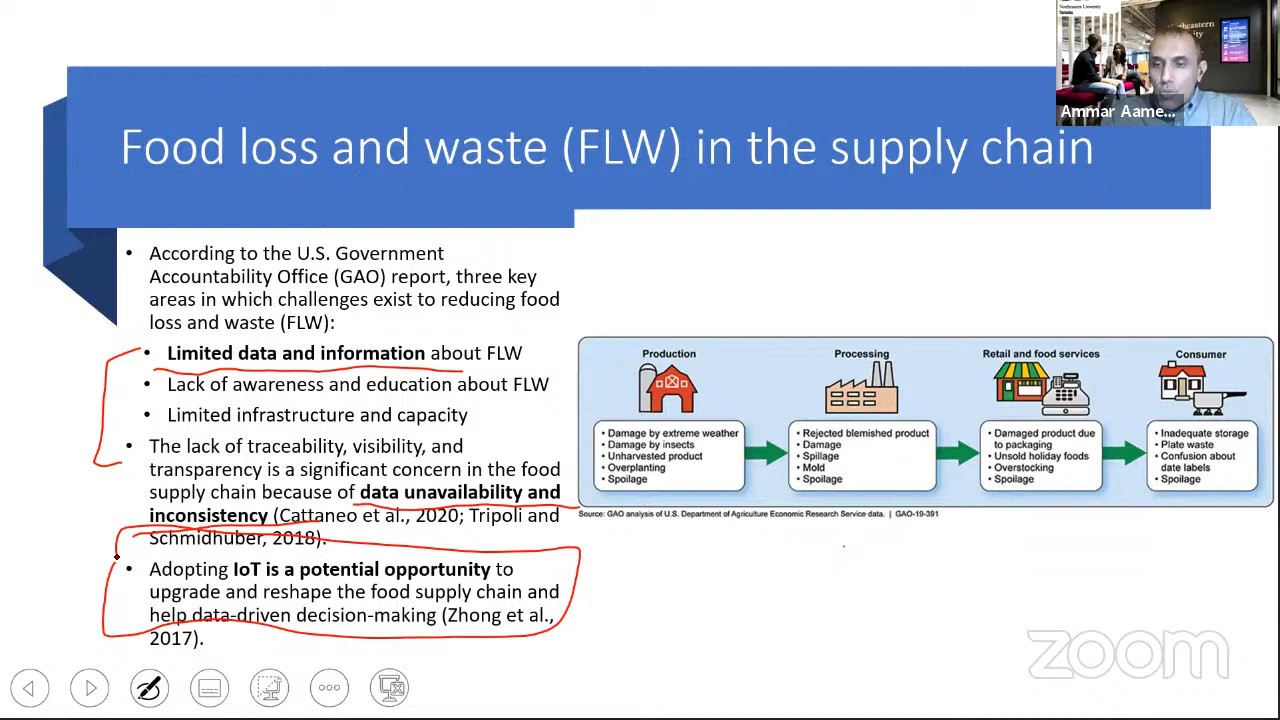 Northeastern University
Toronto
Ammar Aame...
Food loss and waste (FLW) in the supply chain
• According to the U.S. Government
Accountability Office (GAO) report, three key
areas in which challenges exist to reducing food
loss and waste (FLW):
• Limited data and information about FLW
• Lack of awareness and education about FLW
• Limited infrastructure and capacity
• The lack of traceability, visibility, and
transparency is a significant concern in the food
supply chain because of data unavailability and
inconsistency (Cattaneo et al., 2020; Tripoli and
Schmidhuber, 2018).
• Adopting IoT is a potential opportunity to
upgrade and reshape the food supply chain and
help data-driven decision-making (Zhong et al.,
2017).
Production
• Damage by extreme weather
• Damage by insects
• Unharvested product
• Overplanting
• Spoilage
Processing
• Rejected blemished product
• Damage
• Spillage
• Mold
• Spoilage
Retail and food services
• Damaged product due
to packaging
• Unsold holiday foods
• Overstocking
• Spoilage
Consumer
• Inadequate storage
• Plate waste
• Confusion about
date labels
• Spoilage
Source: GAO analysis of U.S. Department of Agriculture Economic Research Service data. | GAO-19-391
zoom